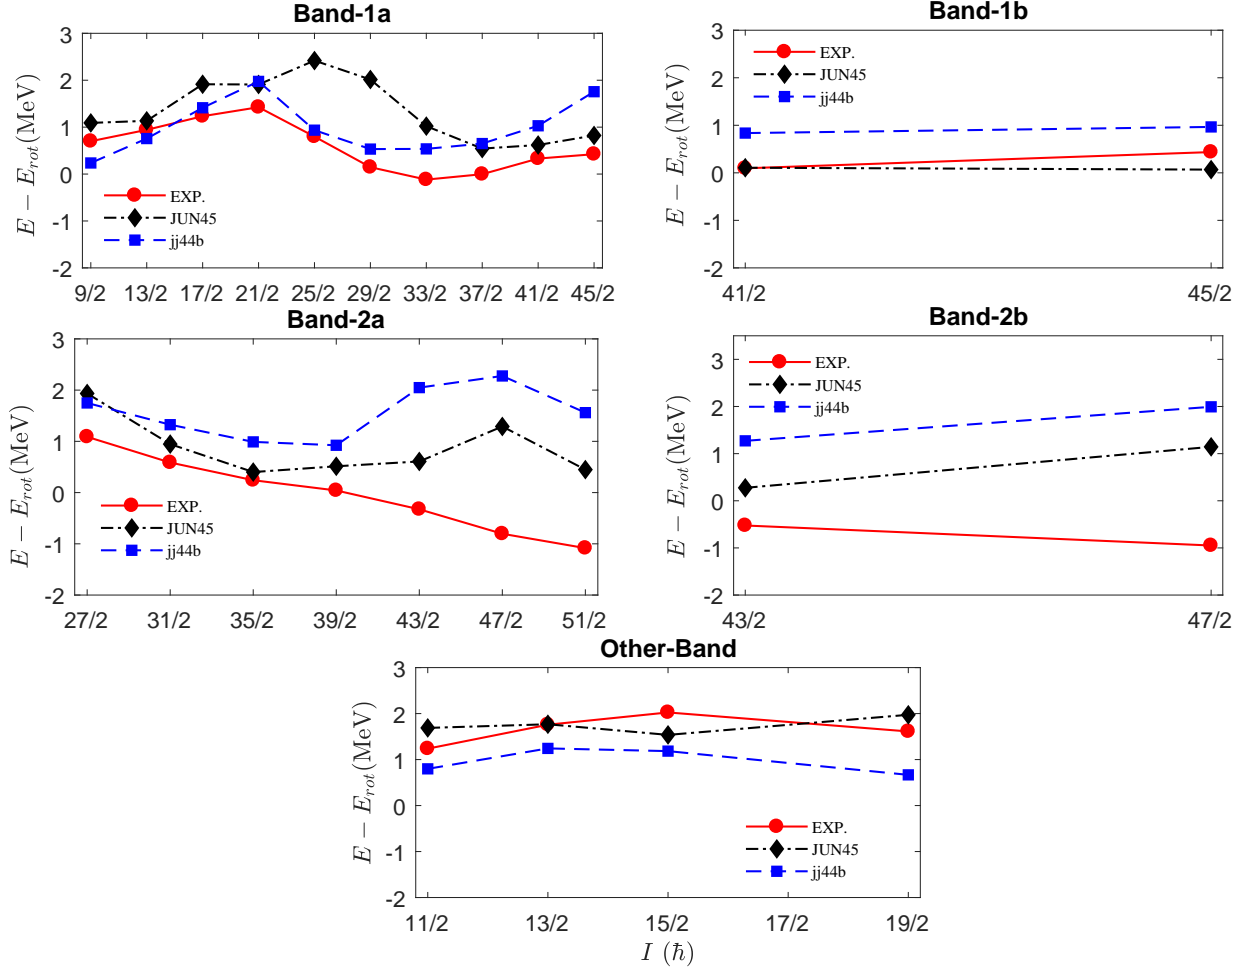 Band-1a
E − E_rot(MeV)
3
2
1
0
-1
-2
EXP.
JUN45
jj44b
9/2 13/2 17/2 21/2 25/2 29/2 33/2 37/2 41/2 45/2
Band-1b
E − E_rot(MeV)
3
2
1
0
-1
-2
EXP.
JUN45
jj44b
41/2 45/2
Band-2a
E − E_rot(MeV)
3
2
1
0
-1
-2
EXP.
JUN45
jj44b
27/2 31/2 35/2 39/2 43/2 47/2 51/2
Band-2b
E − E_rot(MeV)
3
2
1
0
-1
-2
EXP.
JUN45
jj44b
43/2 47/2
Other-Band
E − E_rot(MeV)
3
2
1
0
-1
-2
EXP.
JUN45
jj44b
11/2 13/2 15/2 17/2 19/2
I (ħ)